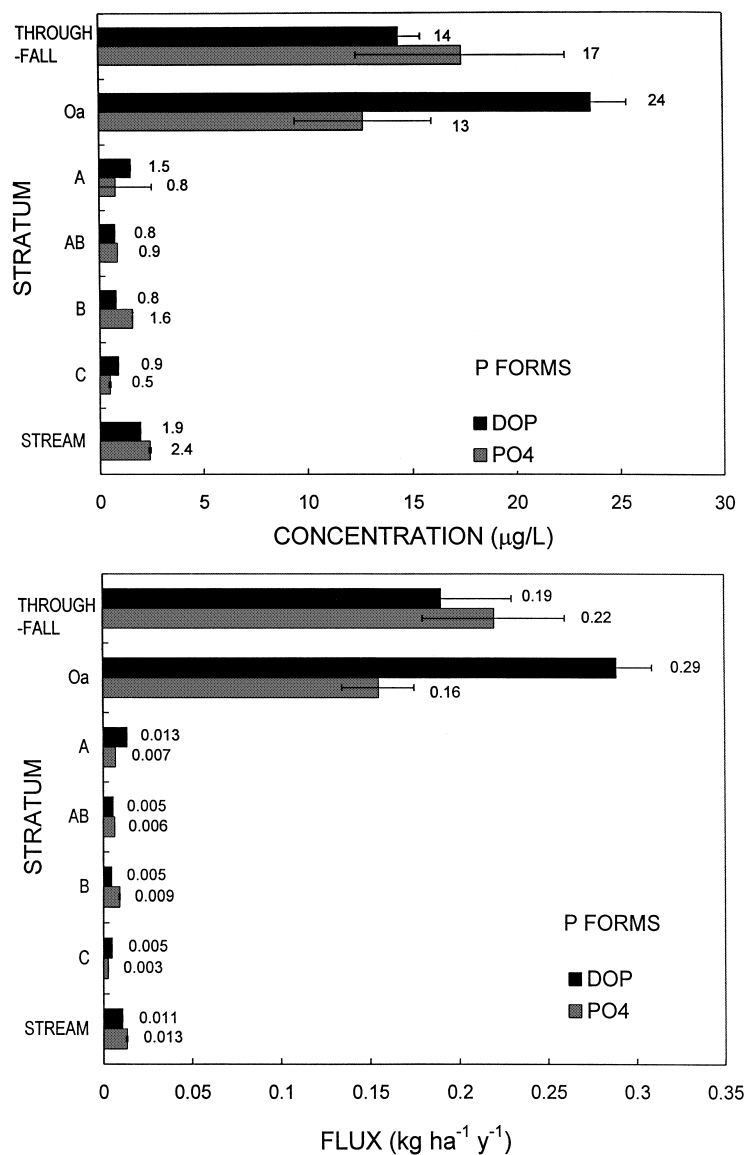 THROUGH
-FALL
14
17
Oa
24
13
A
1.5
0.8
AB
0.8
0.9
B
0.8
1.6
C
0.9
0.5
STREAM
1.9
2.4
STRATUM
P FORMS
DOP
PO4
0 5 10 15 20 25 30
CONCENTRATION (µg/L)
THROUGH
-FALL
0.19
0.22
Oa
0.29
0.16
A
0.013
0.007
AB
0.005
0.006
B
0.005
0.009
C
0.005
0.003
STREAM
0.011
0.013
STRATUM
P FORMS
DOP
PO4
0 0.05 0.1 0.15 0.2 0.25 0.3 0.35
FLUX (kg ha⁻¹ y⁻¹)